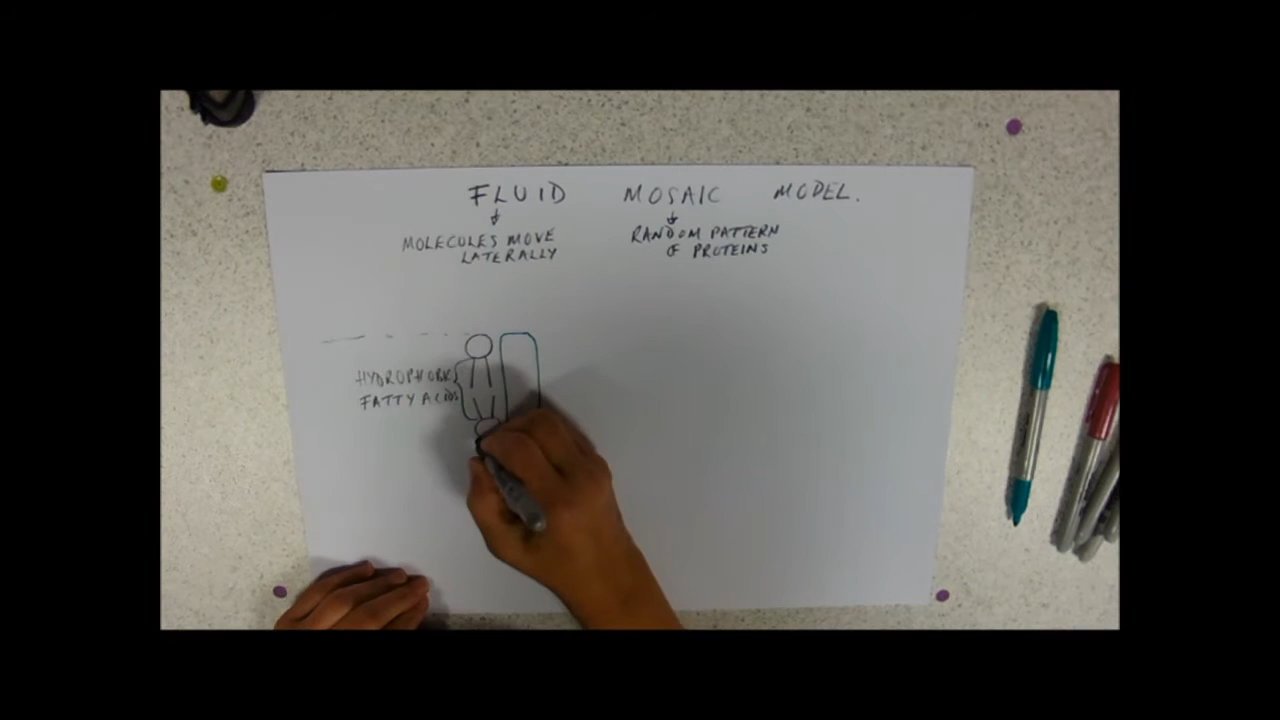 FLUID MOSAIC MODEL.
MOLECULES MOVE
LATERALLY
RANDOM PATTERN
OF PROTEINS
HYDROPHOBIC
FATTY ACIDS